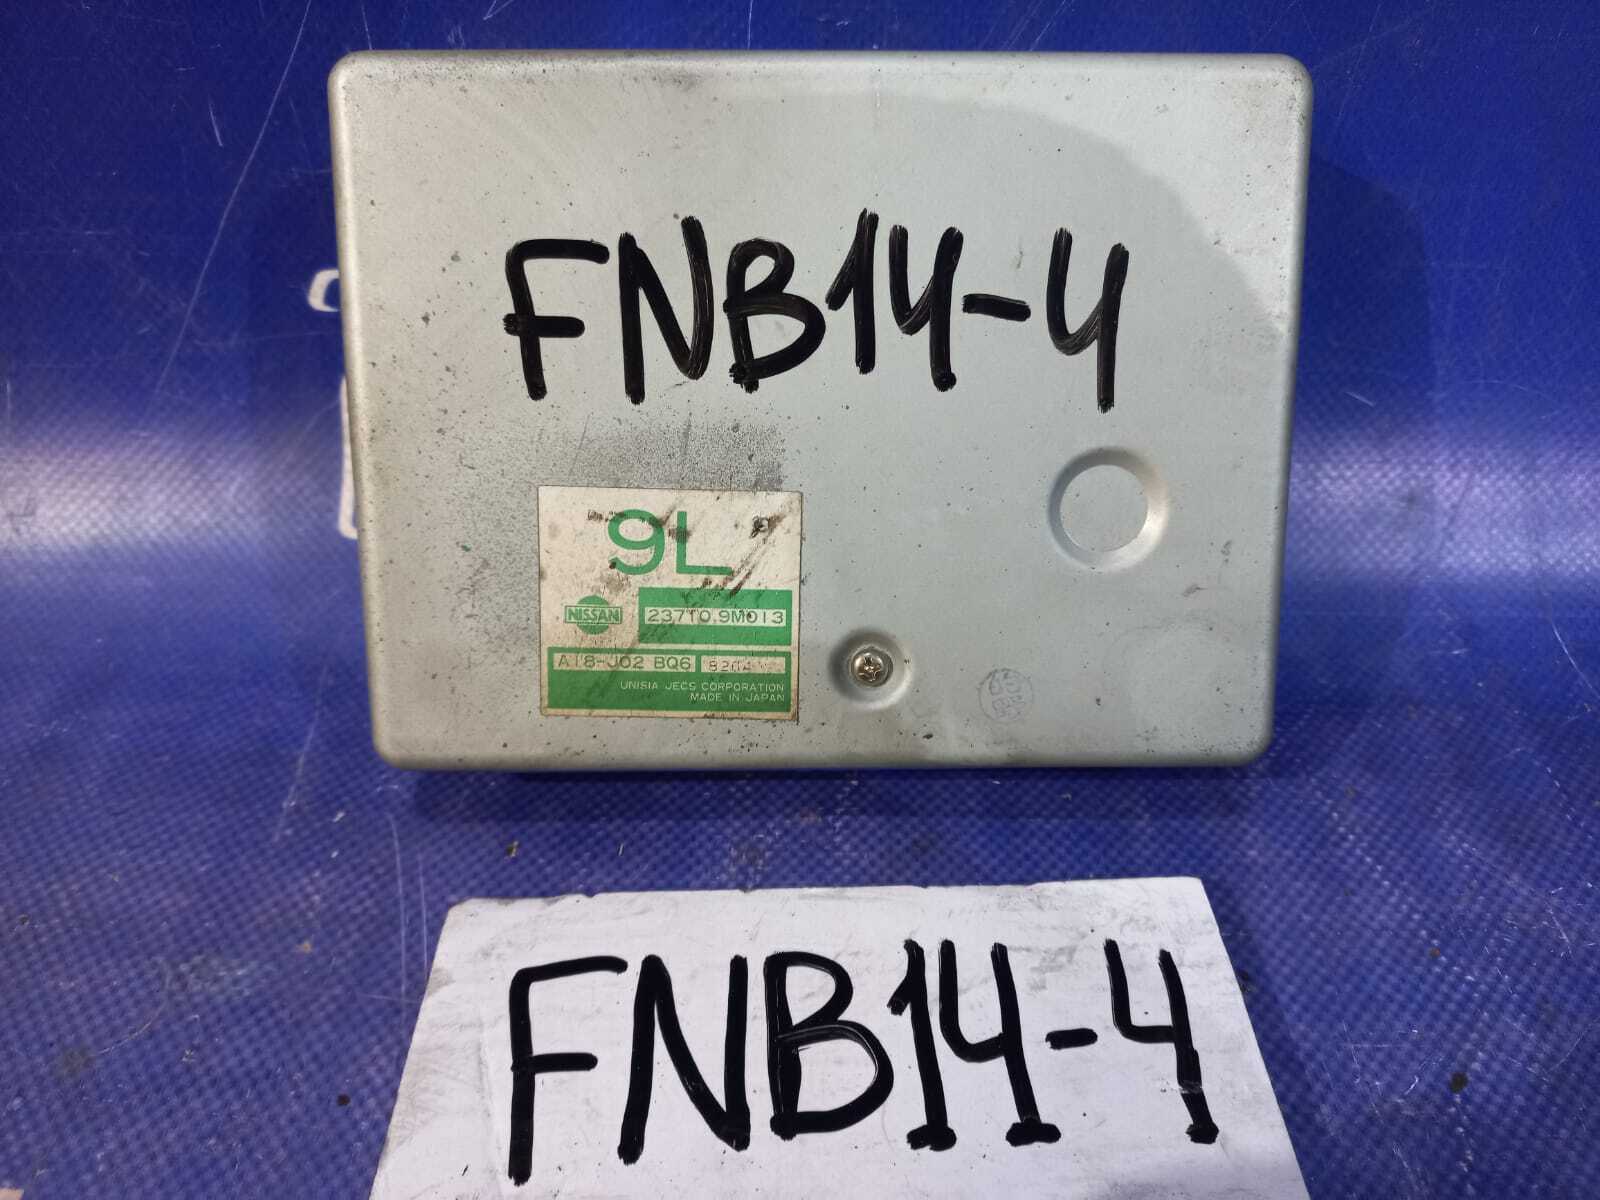 FNB14-4
9L
NISSAN
23710.9M013
A18-J02 BQ6
UNISIA JECS CORPORATION
MADE IN JAPAN
FNB14-4